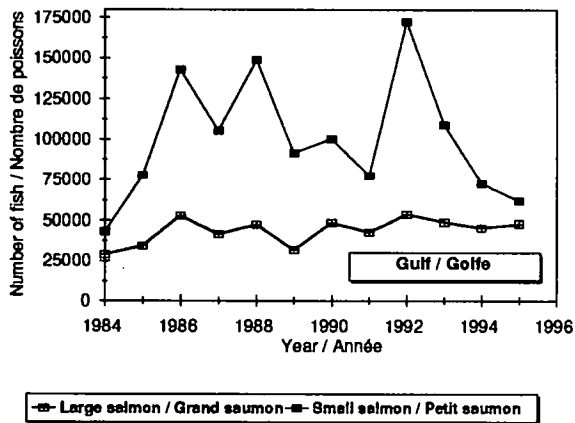 Number of fish / Nombre de poissons
175000
150000
125000
100000
75000
50000
25000
0
Gulf / Golfe
1984 1986 1988 1990 1992 1994 1996
Year / Année
Large salmon / Grand saumon Small salmon / Petit saumon